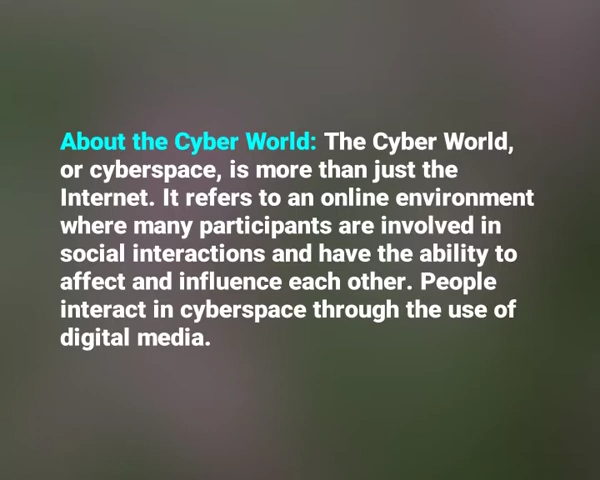 About the Cyber World: The Cyber World,
or cyberspace, is more than just the
Internet. It refers to an online environment
where many participants are involved in
social interactions and have the ability to
affect and influence each other. People
interact in cyberspace through the use of
digital media.